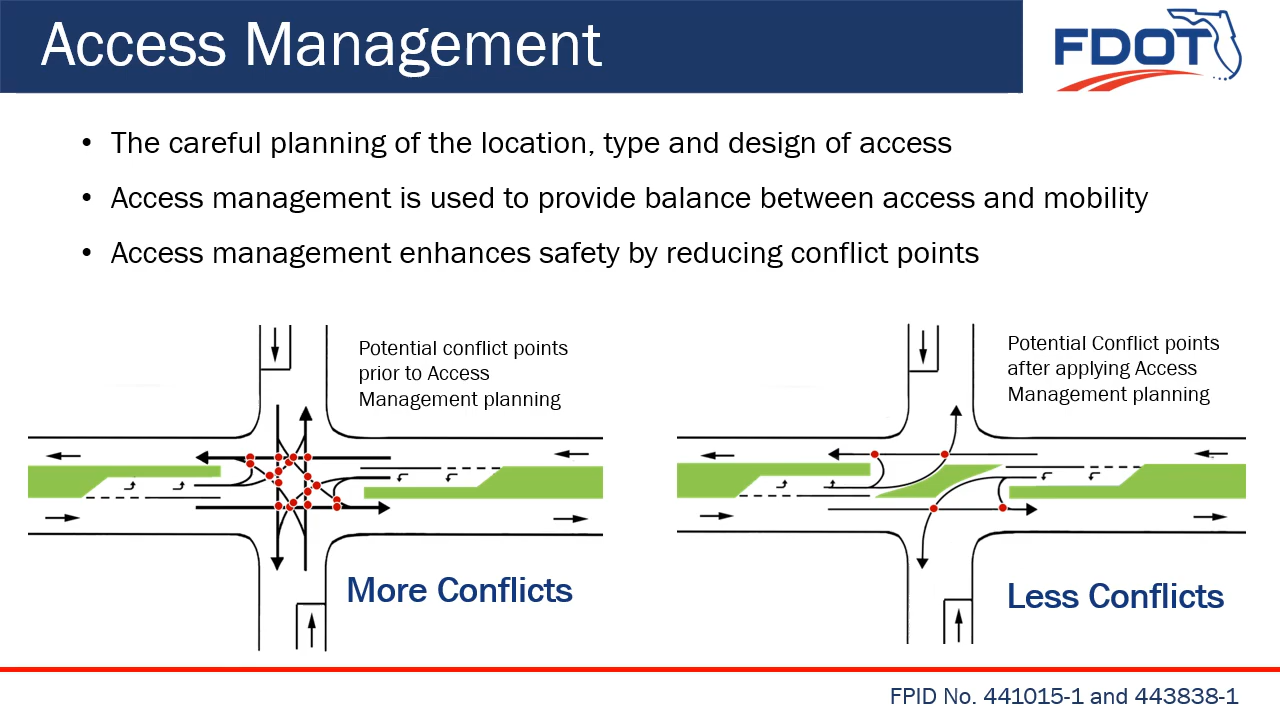 Access Management
FDOT
• The careful planning of the location, type and design of access
• Access management is used to provide balance between access and mobility
• Access management enhances safety by reducing conflict points
Potential conflict points
prior to Access
Management planning
Potential Conflict points
after applying Access
Management planning
More Conflicts
Less Conflicts
FPID No. 441015-1 and 443838-1